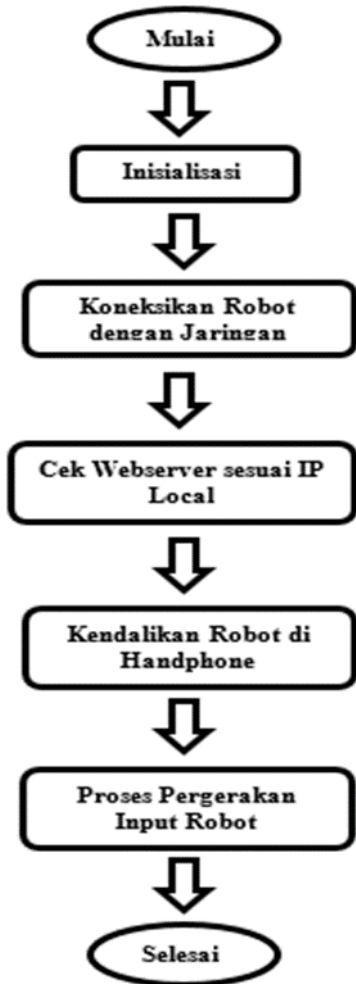 Mulai
Inisialisasi
Koneksikan Robot
dengan Jaringan
Cek Webserver sesuai IP
Local
Kendalikan Robot di
Handphone
Proses Pergerakan
Input Robot
Selesai